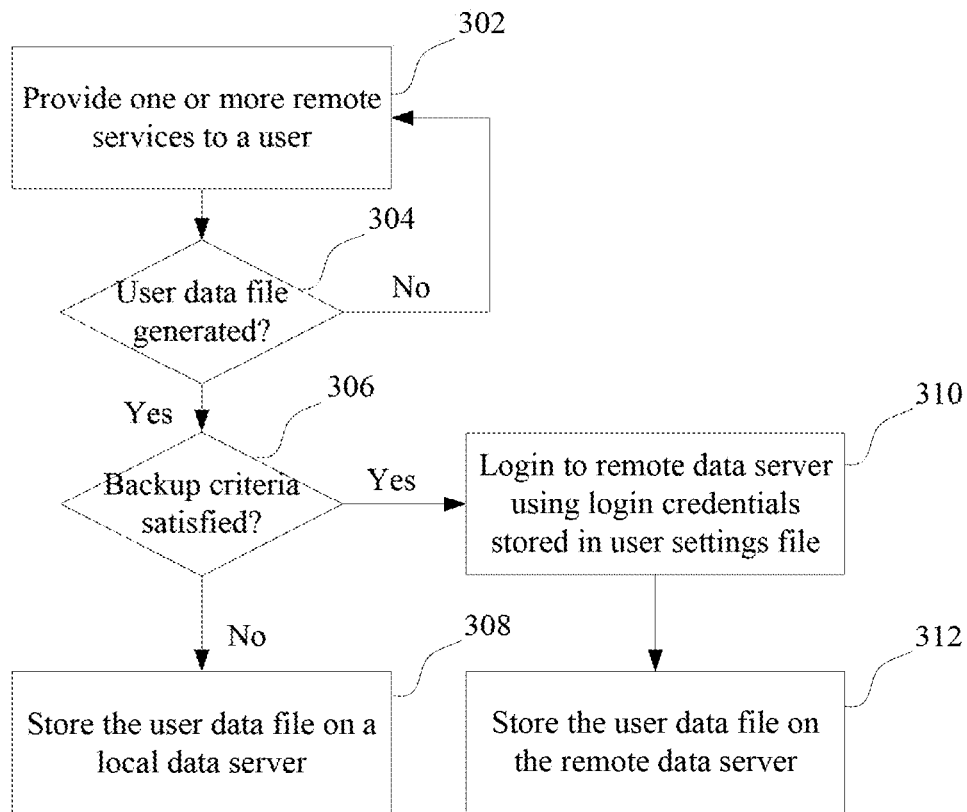 302
Provide one or more remote
services to a user
304
User data file
generated?
No
Yes
306
Backup criteria
satisfied?
Yes
310
Login to remote data server
using login credentials
stored in user settings file
No
308
Store the user data file on a
local data server
312
Store the user data file on
the remote data server